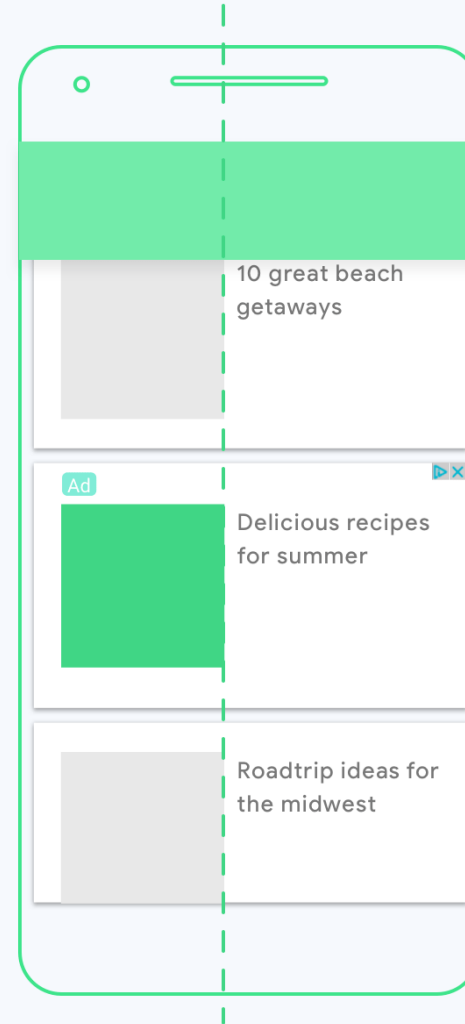 10 great beach
getaways
Ad
Delicious recipes
for summer
Roadtrip ideas for
the midwest